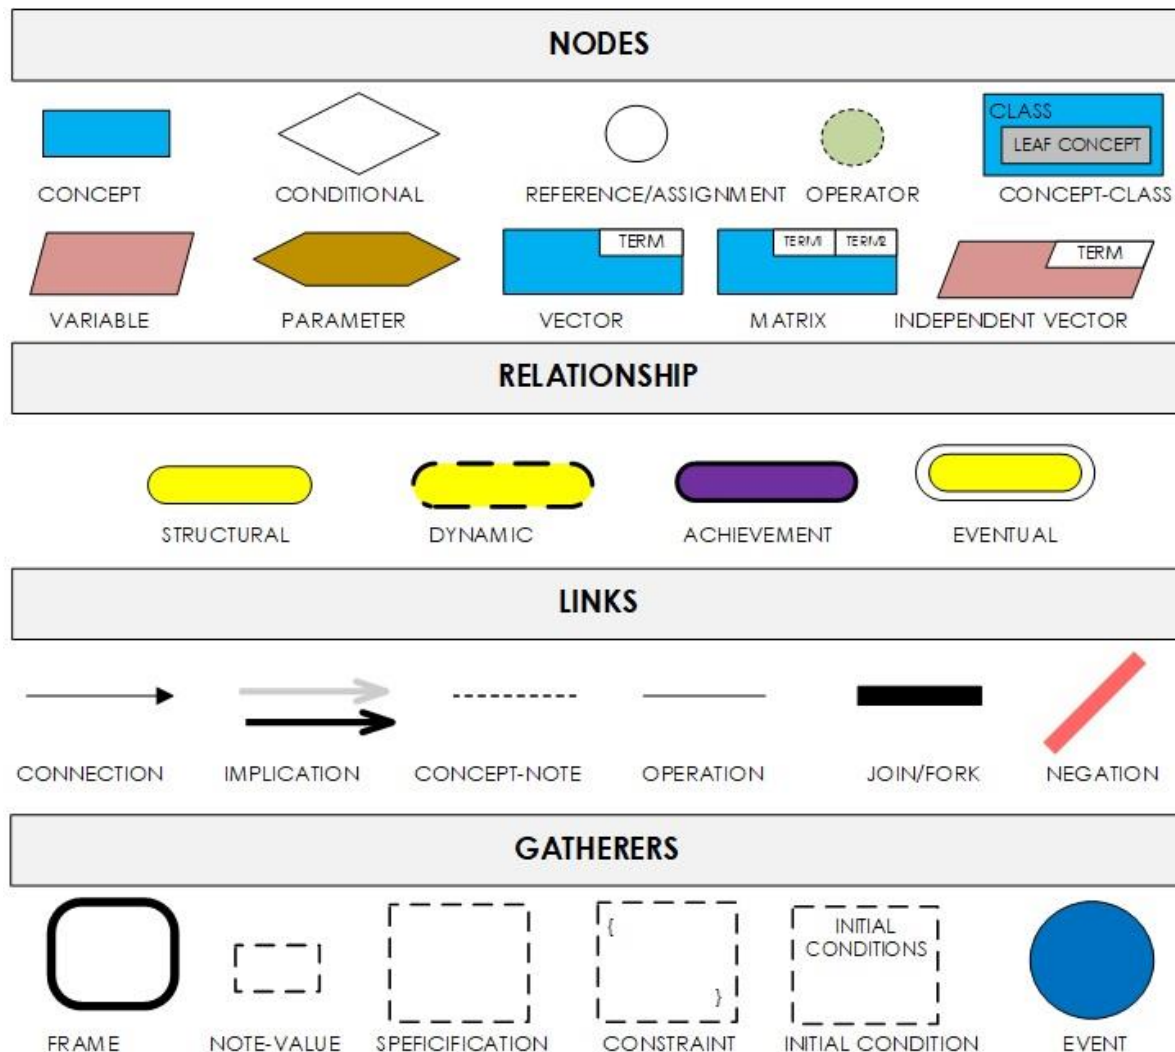 NODES
CLASS
LEAF CONCEPT
CONCEPT
CONDITIONAL
REFERENCE/ASSIGNMENT
OPERATOR
CONCEPT-CLASS
TERM
TERM1
TERM2
TERM
VARIABLE
PARAMETER
VECTOR
MATRIX
INDEPENDENT VECTOR
RELATIONSHIP
STRUCTURAL
DYNAMIC
ACHIEVEMENT
EVENTUAL
LINKS
CONNECTION
IMPLICATION
CONCEPT-NOTE
OPERATION
JOIN/FORK
NEGATION
GATHERERS
{
}
INITIAL
CONDITIONS
FRAME
NOTE-VALUE
SPEFICIFICATION
CONSTRAINT
INITIAL CONDITION
EVENT